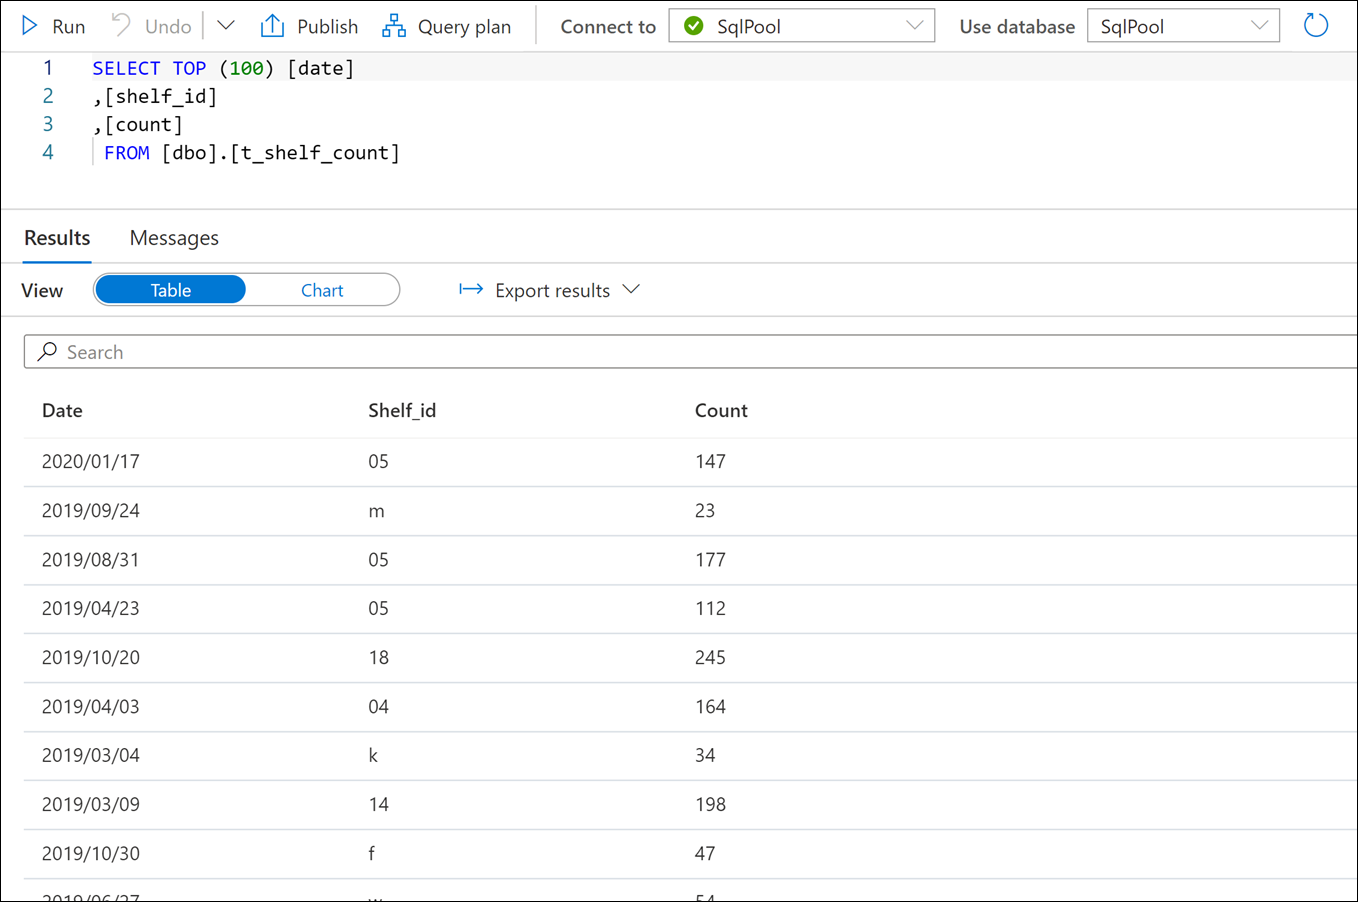 Run Undo Publish Query plan Connect to SqlPool Use database SqlPool
1 SELECT TOP (100) [date]
2 ,[shelf_id]
3 ,[count]
4 FROM [dbo].[t_shelf_count]
Results Messages
View Table Chart Export results
Search
Date Shelf_id Count
2020/01/17 05 147
2019/09/24 m 23
2019/08/31 05 177
2019/04/23 05 112
2019/10/20 18 245
2019/04/03 04 164
2019/03/04 k 34
2019/03/09 14 198
2019/10/30 f 47
2019/06/27 54